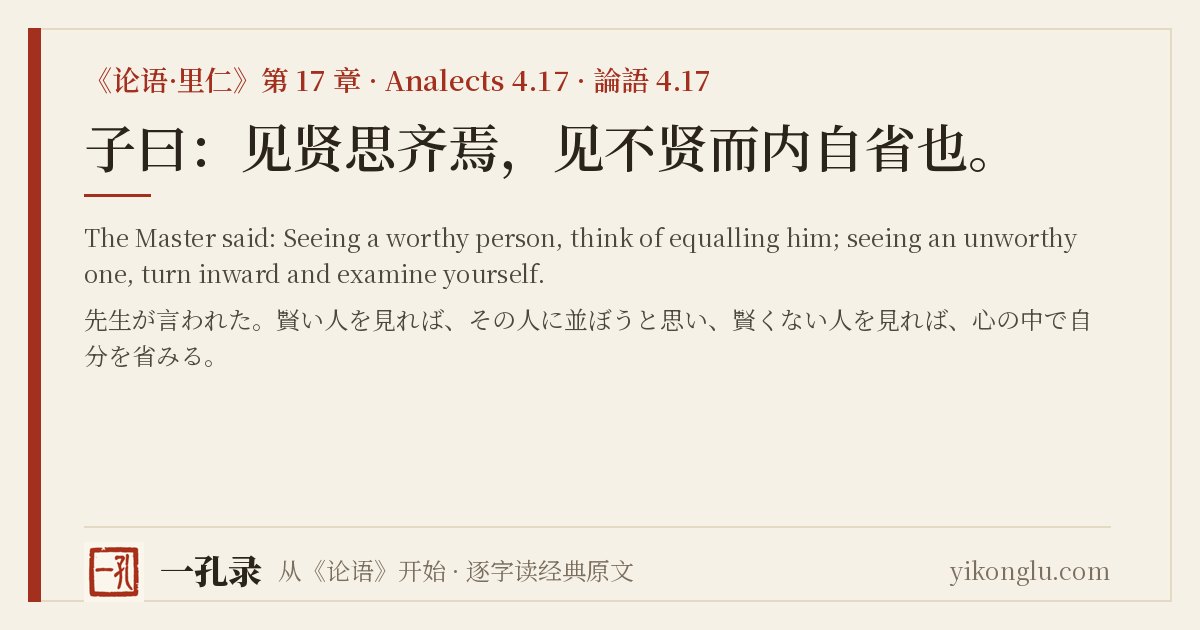 《论语·里仁》第 17 章 · Analects 4.17 · 論語 4.17
子曰：见贤思齐焉，见不贤而内自省也。
The Master said: Seeing a worthy person, think of equalling him; seeing an unworthy
one, turn inward and examine yourself.
先生が言われた。賢い人を見れば、その人に並ぼうと思い、賢くない人を見れば、心の中で自
分を省みる。
一孔
一孔录 从《论语》开始 · 逐字读经典原文
yikonglu.com